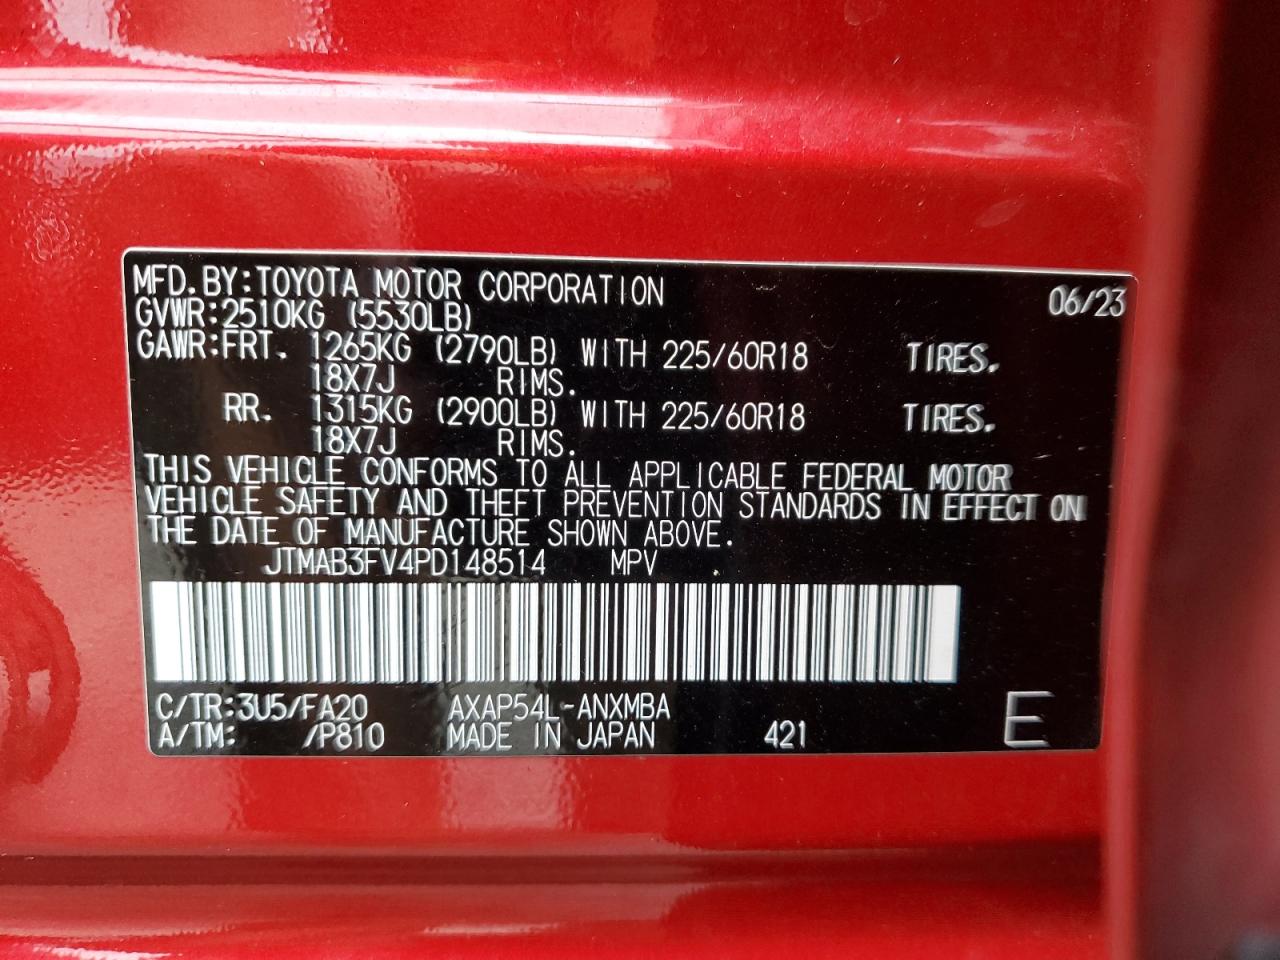 MFD.BY:TOYOTA MOTOR CORPORATION 06/23
GVWR:2510KG (5530LB)
GAWR:FRT. 1265KG (2790LB) WITH 225/60R18 TIRES.
18X7J RIMS.
RR. 1315KG (2900LB) WITH 225/60R18 TIRES.
18X7J RIMS.
THIS VEHICLE CONFORMS TO ALL APPLICABLE FEDERAL MOTOR
VEHICLE SAFETY AND THEFT PREVENTION STANDARDS IN EFFECT ON
THE DATE OF MANUFACTURE SHOWN ABOVE.
JTMAB3FV4PD148514 MPV
C/TR:3U5/FA20 AXAP54L-ANXMBA
A/TM: /P810 MADE IN JAPAN 421 E